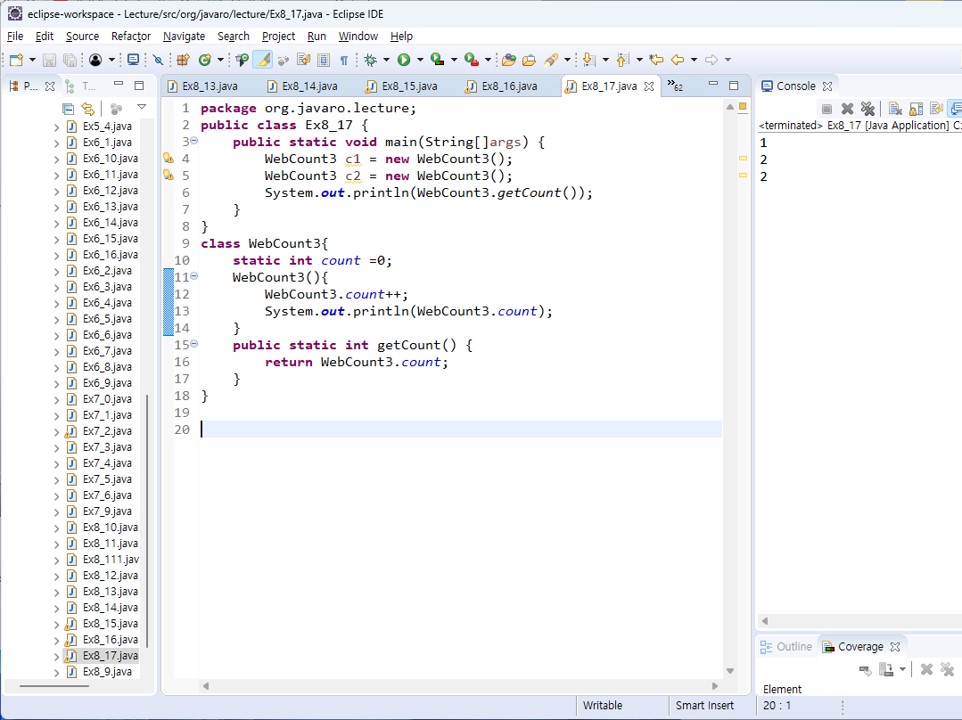 eclipse-workspace - Lecture/src/org/javaro/lecture/Ex8_17.java - Eclipse IDE
File Edit Source Refactor Navigate Search Project Run Window Help
P... T...
Ex8_13.java Ex8_14.java Ex8_15.java Ex8_16.java Ex8_17.java »62
Ex5_4.java
Ex6_1.java
Ex6_10.java
Ex6_11.java
Ex6_12.java
Ex6_13.java
Ex6_14.java
Ex6_15.java
Ex6_16.java
Ex6_2.java
Ex6_3.java
Ex6_4.java
Ex6_5.java
Ex6_6.java
Ex6_7.java
Ex6_8.java
Ex6_9.java
Ex7_0.java
Ex7_1.java
Ex7_2.java
Ex7_3.java
Ex7_4.java
Ex7_5.java
Ex7_6.java
Ex7_9.java
Ex8_10.java
Ex8_11.java
Ex8_111.jav
Ex8_12.java
Ex8_13.java
Ex8_14.java
Ex8_15.java
Ex8_16.java
Ex8_17.java
Ex8_9.java
1 package org.javaro.lecture;
2 public class Ex8_17 {
3 public static void main(String[]args) {
4 WebCount3 c1 = new WebCount3();
5 WebCount3 c2 = new WebCount3();
6 System.out.println(WebCount3.getCount());
7 }
8 }
9 class WebCount3{
10 static int count =0;
11 WebCount3(){
12 WebCount3.count++;
13 System.out.println(WebCount3.count);
14 }
15 public static int getCount() {
16 return WebCount3.count;
17 }
18 }
19
20
Console
<terminated> Ex8_17 [Java Application] C:
1
2
2
Outline Coverage
Element
Writable Smart Insert 20 : 1